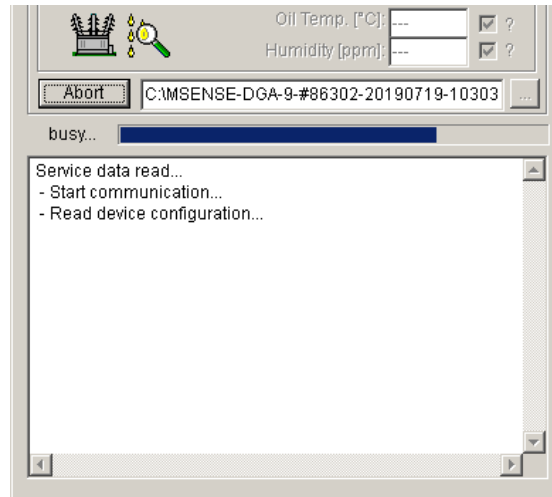 Oil Temp. [°C]: --- ?
Humidity [ppm]: --- ?
Abort C:\MSENSE-DGA-9-#86302-20190719-10303 ...
busy...
Service data read...
- Start communication...
- Read device configuration...